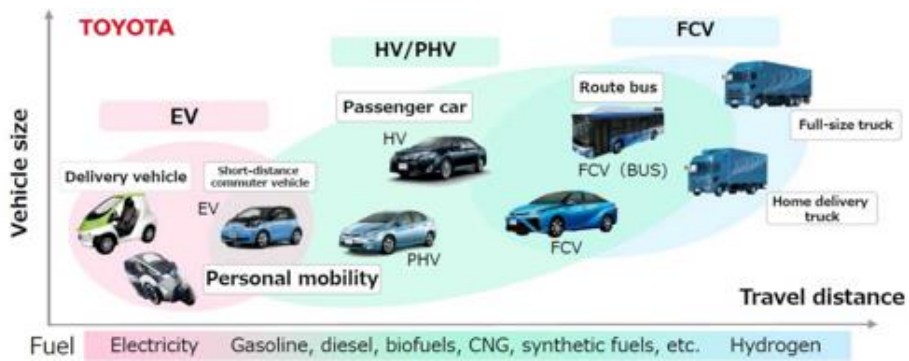 TOYOTA
FCV
HV/PHV
EV
Passenger car
HV
Route bus
FCV（BUS）
Full-size truck
Home delivery
truck
Delivery vehicle
Short-distance
commuter vehicle
EV
PHV
FCV
Personal mobility
Vehicle size
Travel distance
Fuel
Electricity
Gasoline, diesel, biofuels, CNG, synthetic fuels, etc.
Hydrogen